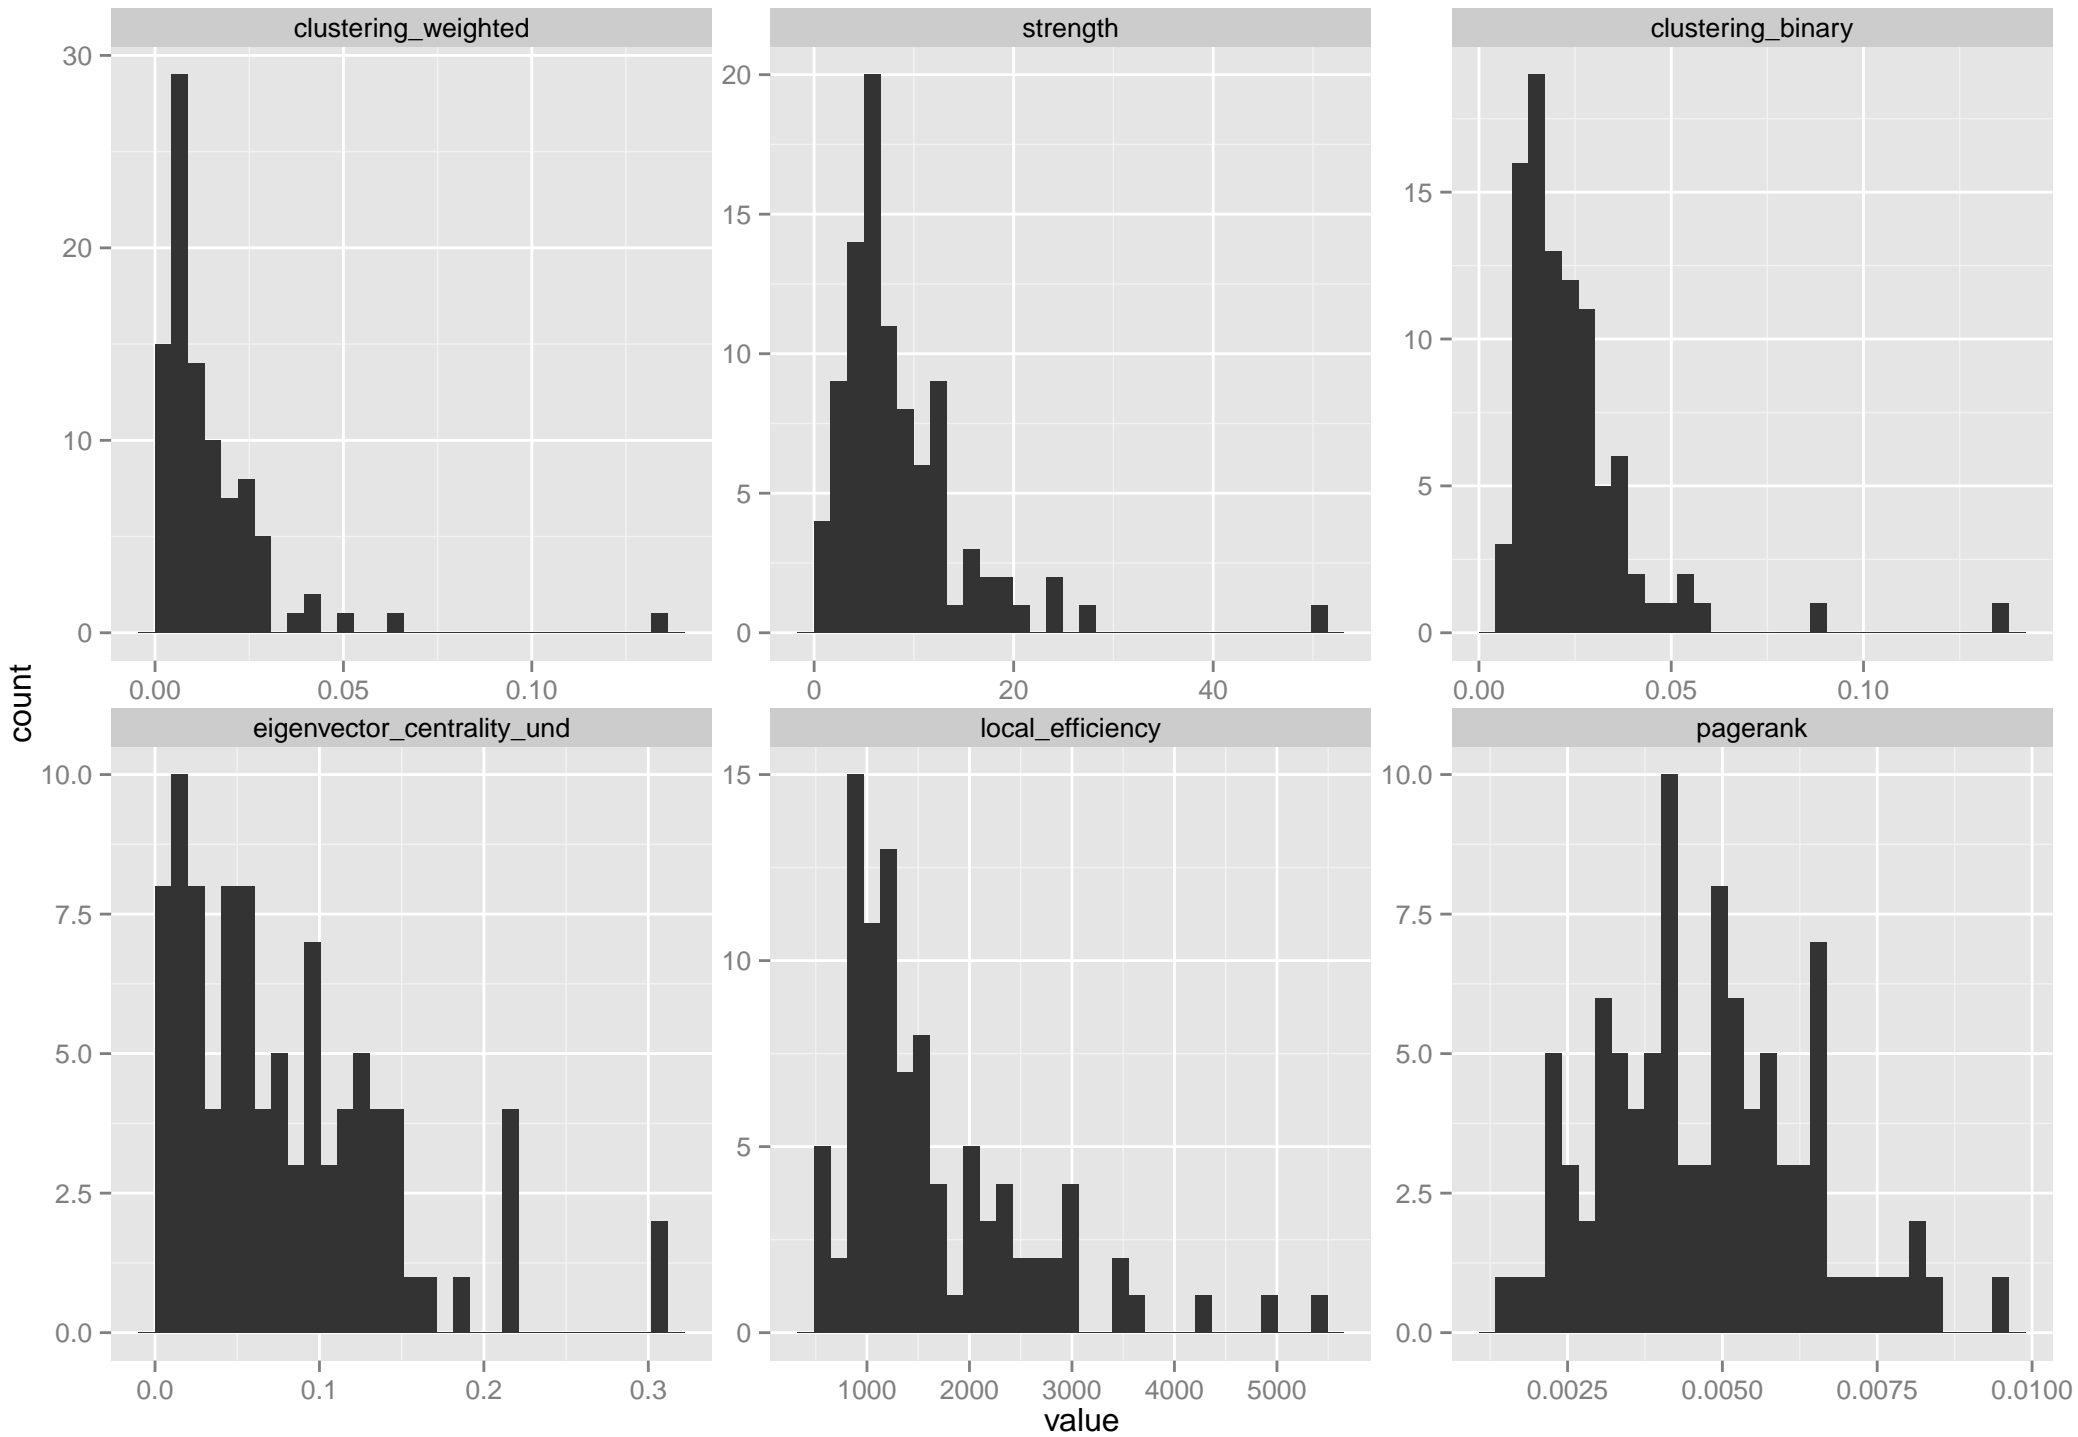 clustering_weighted
30
20
10
0
0.00 0.05 0.10
strength
20
15
10
5
0
0 20 40
clustering_binary
15
10
5
0
0.00 0.05 0.10
count
eigenvector_centrality_und
10.0
7.5
5.0
2.5
0.0
0.0 0.1 0.2 0.3
local_efficiency
15
10
5
0
1000 2000 3000 4000 5000
pagerank
10.0
7.5
5.0
2.5
0.0
0.0025 0.0050 0.0075 0.0100
value